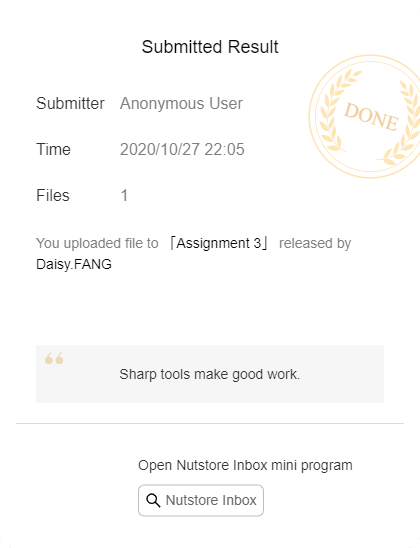 Submitted Result
DONE
Submitter Anonymous User
Time 2020/10/27 22:05
Files 1
You uploaded file to 「Assignment 3」 released by
Daisy.FANG
Sharp tools make good work.
Open Nutstore Inbox mini program
Nutstore Inbox